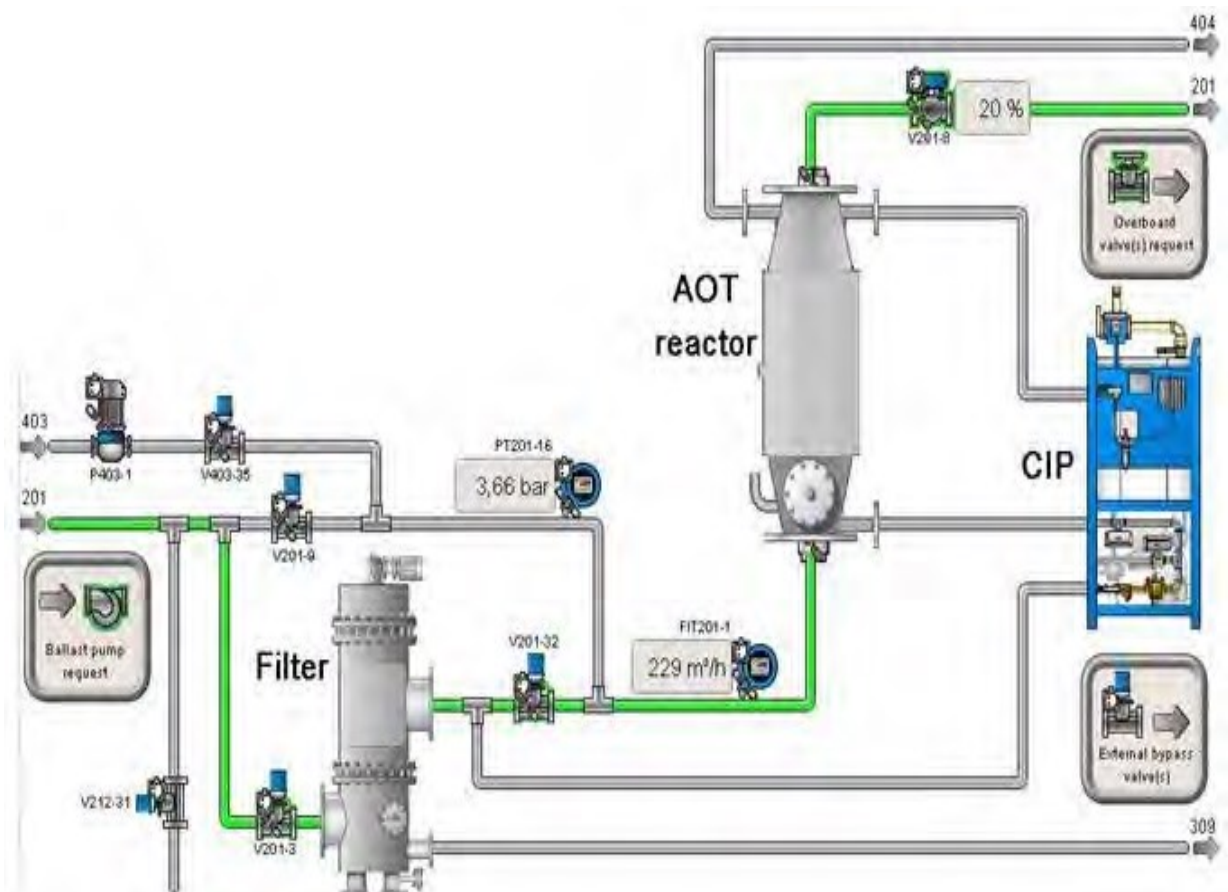 404
201
V201-8
20 %
Overboard
valve(s) request
AOT
reactor
403
P403-1
V403-35
PT201-16
3,66 bar
CIP
201
V201-9
Ballast pump
request
Filter
V201-32
FIT201-1
229 m³/h
External bypass
valve(s)
V212-31
V201-3
309